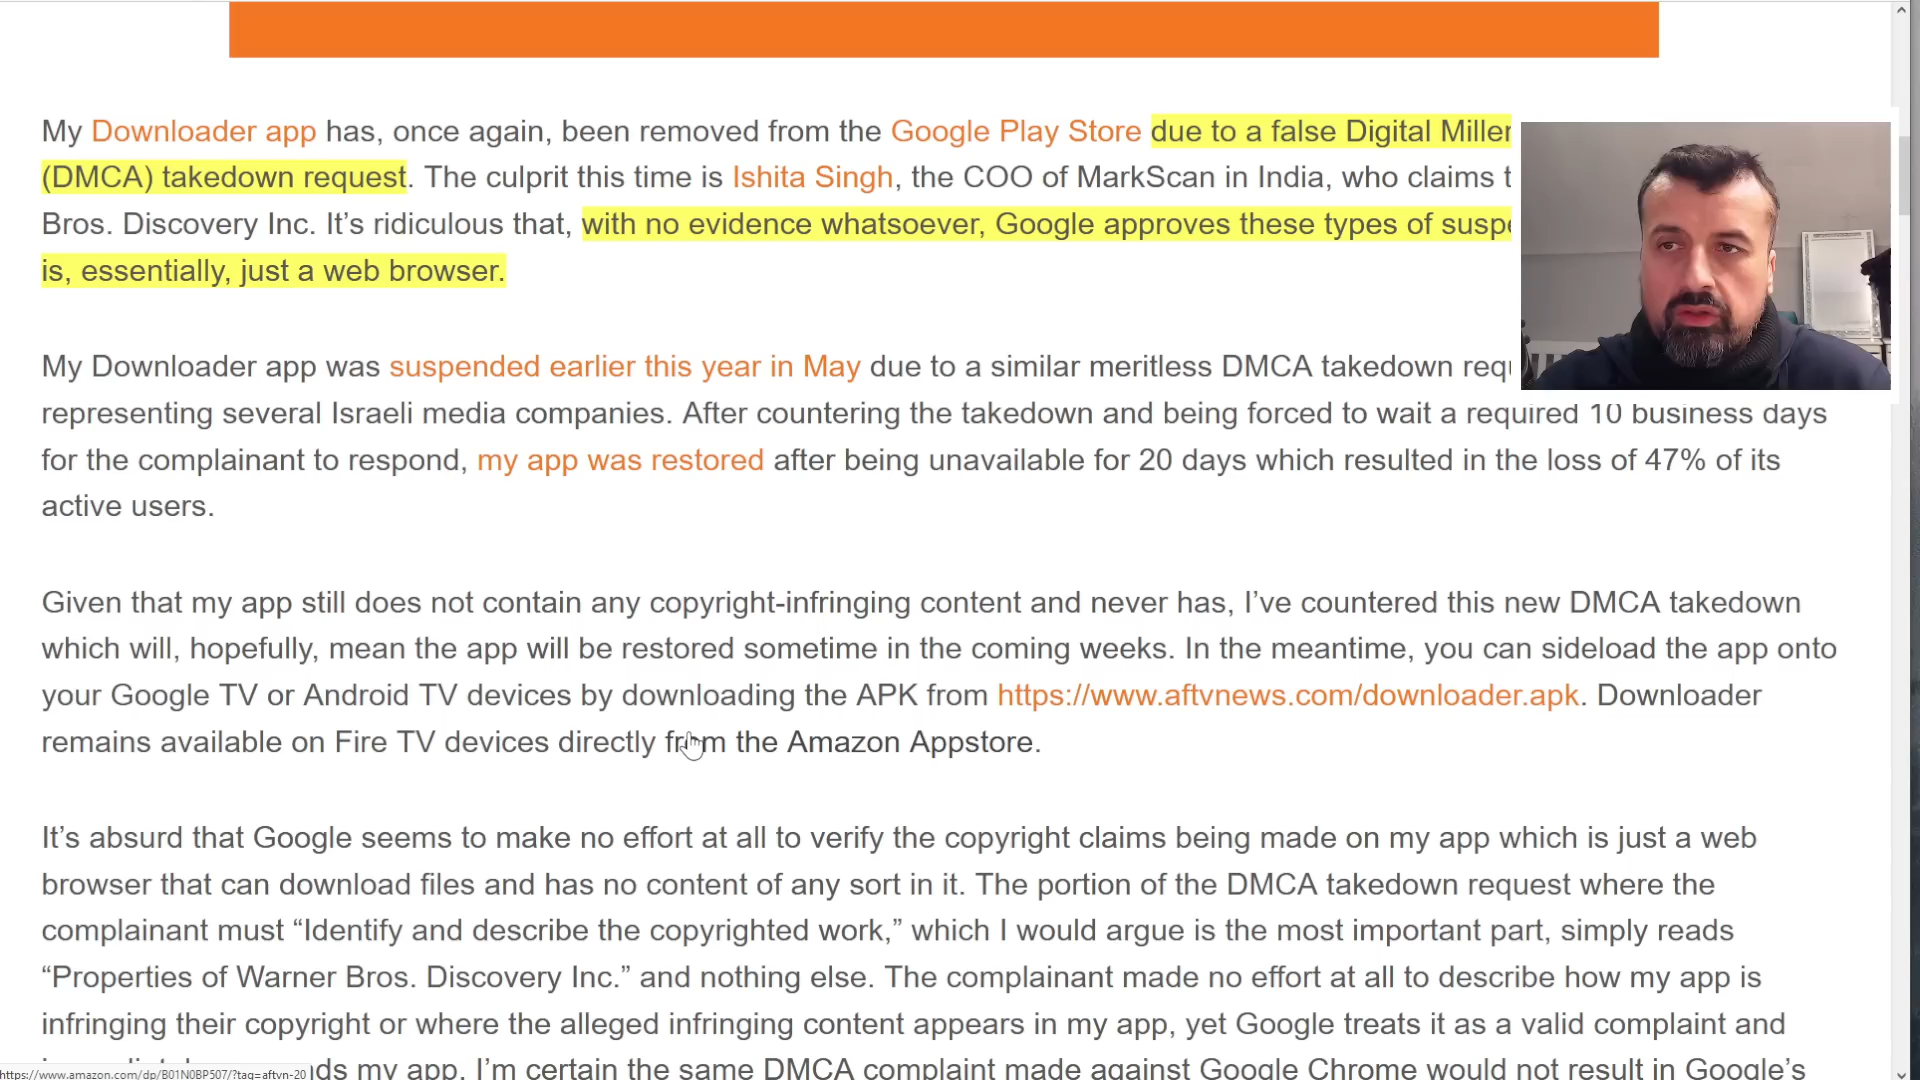 My Downloader app has, once again, been removed from the Google Play Store due to a false Digital Miller
(DMCA) takedown request. The culprit this time is Ishita Singh, the COO of MarkScan in India, who claims
Bros. Discovery Inc. It’s ridiculous that, with no evidence whatsoever, Google approves these types of
is, essentially, just a web browser.
My Downloader app was suspended earlier this year in May due to a similar meritless DMCA takedown
representing several Israeli media companies. After countering the takedown and being forced to wait a required 10 business days
for the complainant to respond, my app was restored after being unavailable for 20 days which resulted in the loss of 47% of its
active users.
Given that my app still does not contain any copyright-infringing content and never has, I’ve countered this new DMCA takedown
which will, hopefully, mean the app will be restored sometime in the coming weeks. In the meantime, you can sideload the app onto
your Google TV or Android TV devices by downloading the APK from https://www.aftvnews.com/downloader.apk. Downloader
remains available on Fire TV devices directly from the Amazon Appstore.
It’s absurd that Google seems to make no effort at all to verify the copyright claims being made on my app which is just a web
browser that can download files and has no content of any sort in it. The portion of the DMCA takedown request where the
complainant must “Identify and describe the copyrighted work,” which I would argue is the most important part, simply reads
“Properties of Warner Bros. Discovery Inc.” and nothing else. The complainant made no effort at all to describe how my app is
infringing their copyright or where the alleged infringing content appears in my app, yet Google treats it as a valid complaint and
my app. I’m certain the same DMCA complaint made against Google Chrome would not result in Google’s
https://www.amazon.com/dp/B01N0BP507/?tag=aftvn-20